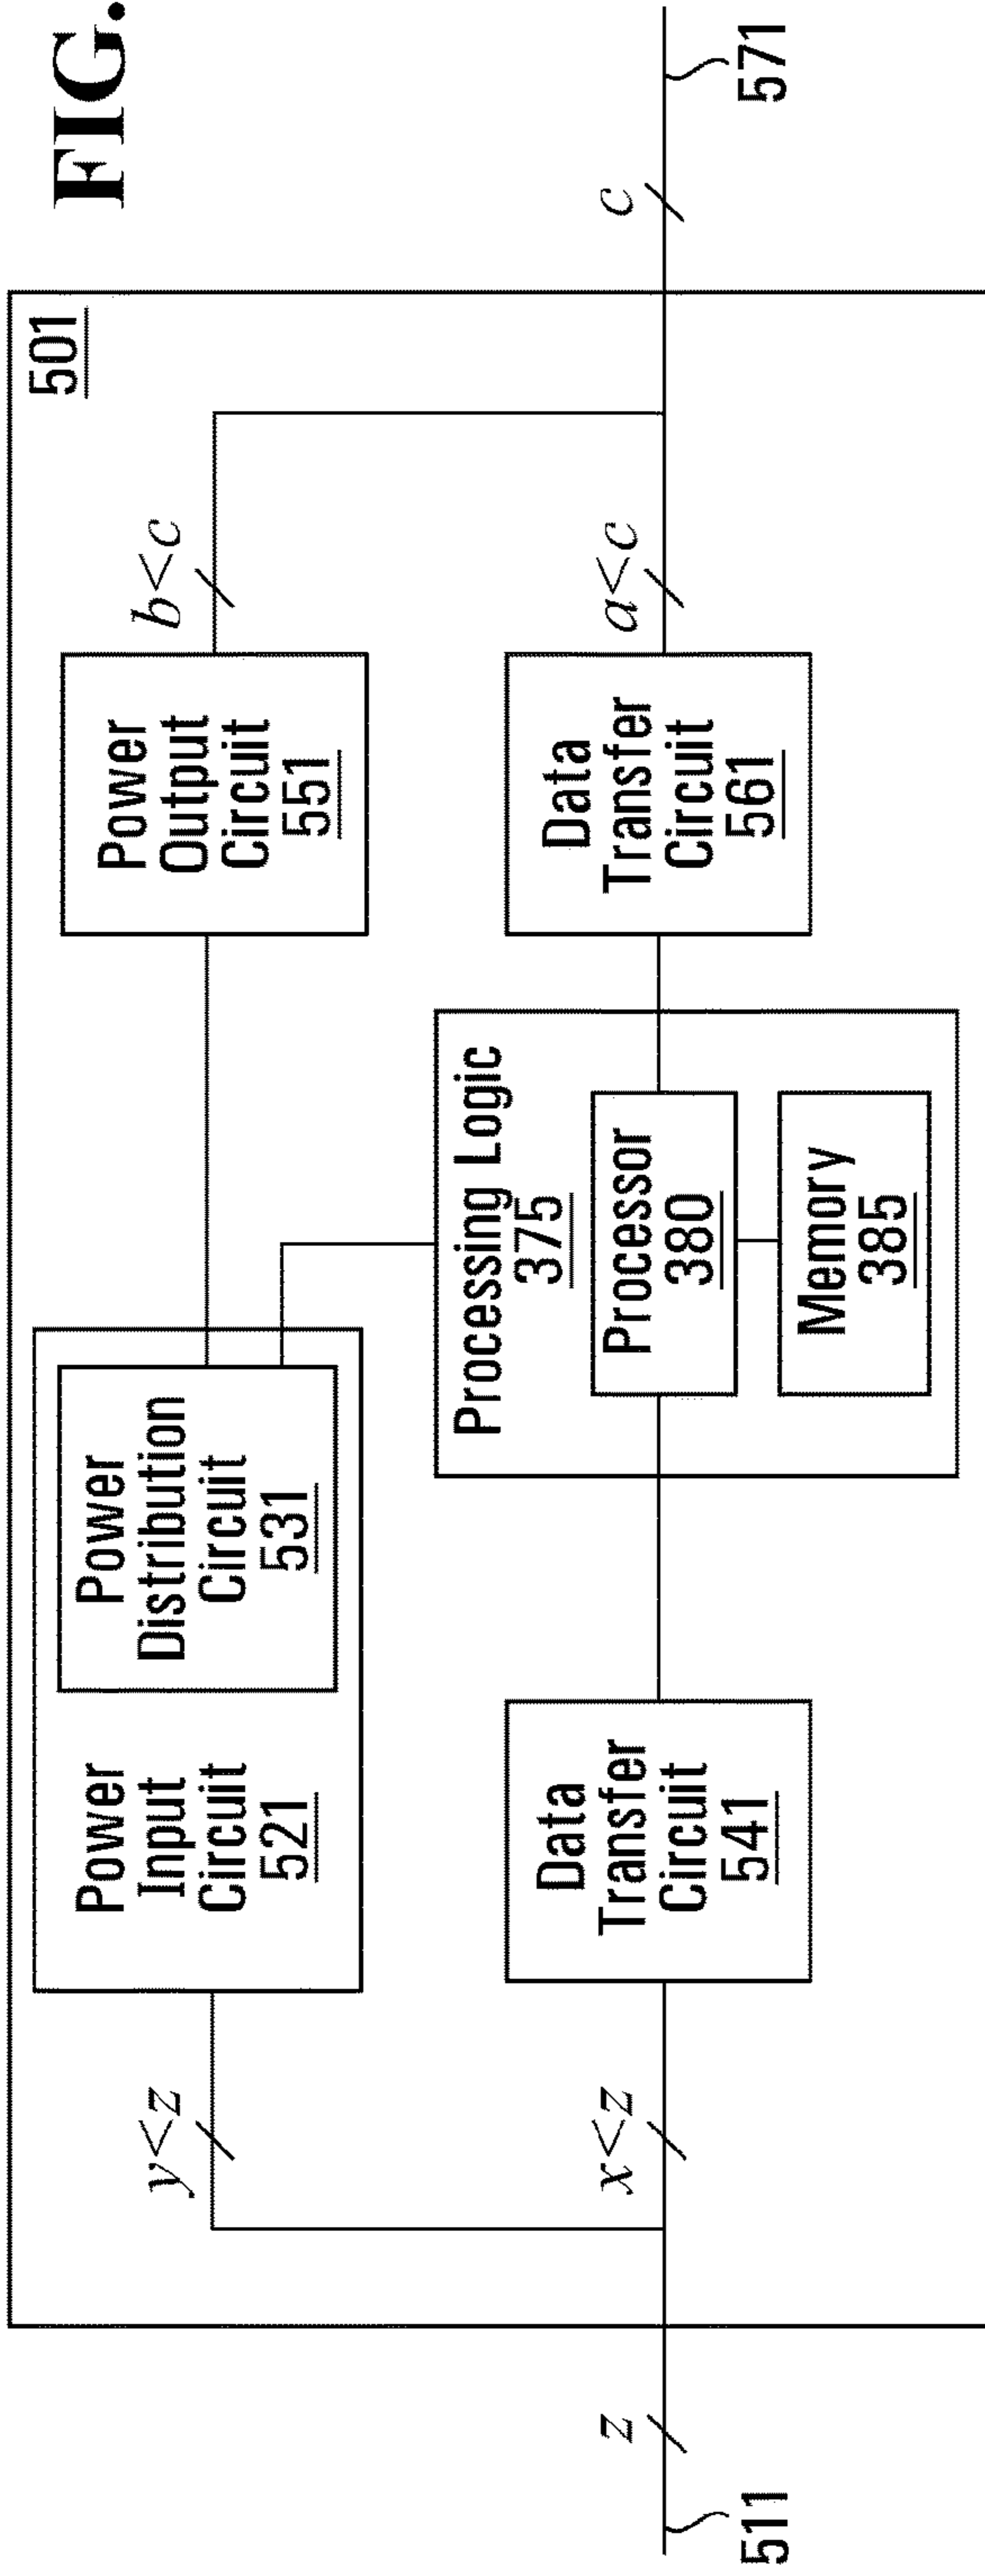 FIG.
501
Power
Input
Circuit
521
Power
Distribution
Circuit
531
Power
Output
Circuit
551
y<z
b<c
Processing Logic
375
Processor
380
Memory
385
Data
Transfer
Circuit
541
Data
Transfer
Circuit
561
z
x<z
a<c
c
511
571